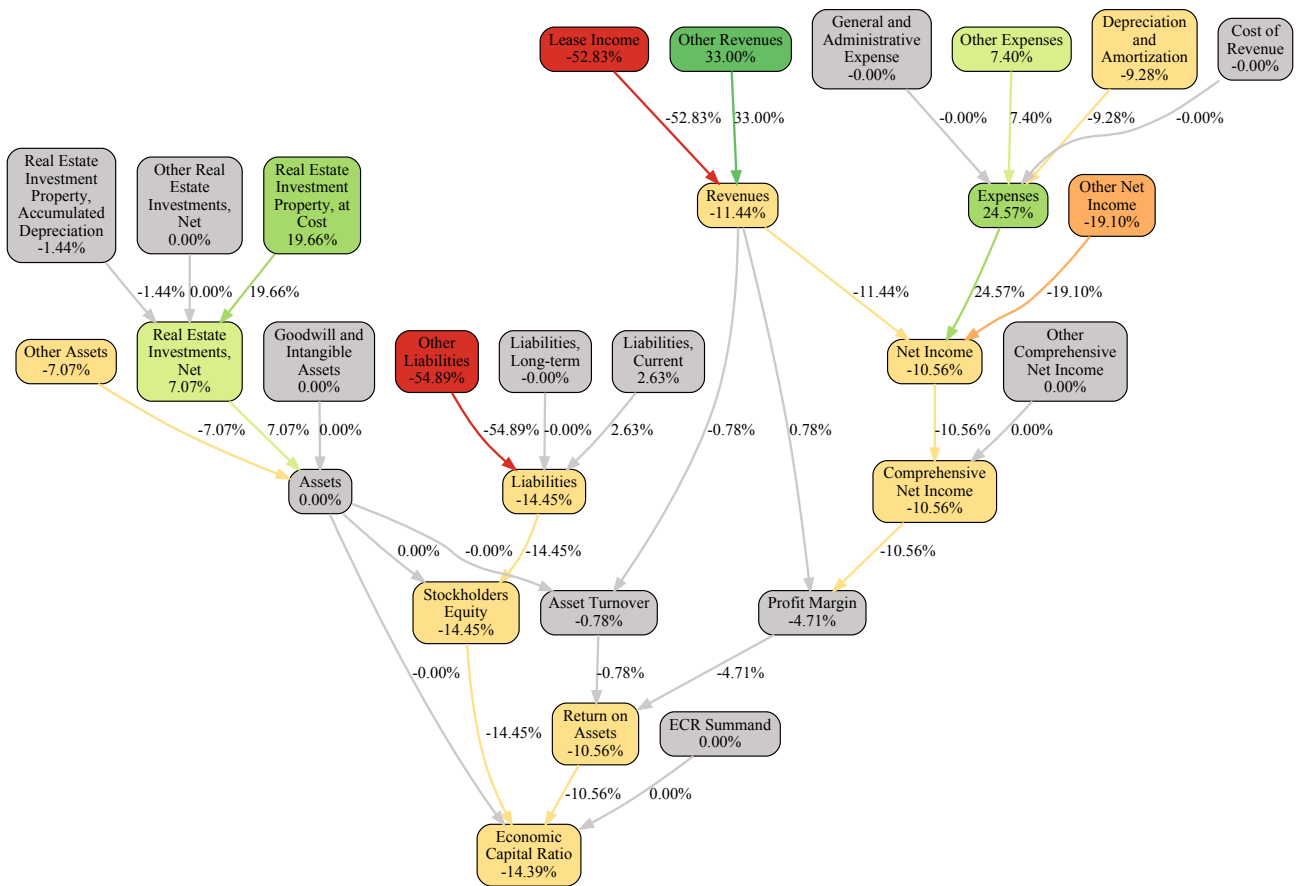 Lease Income
-52.83%
Other Revenues
33.00%
General and
Administrative
Expense
-0.00%
Other Expenses
7.40%
Depreciation
and
Amortization
-9.28%
Cost of
Revenue
-0.00%
-52.83%
33.00%
-0.00%
7.40%
-9.28%
-0.00%
Real Estate
Investment
Property,
Accumulated
Depreciation
-1.44%
Other Real
Estate
Investments,
Net
0.00%
Real Estate
Investment
Property, at
Cost
19.66%
Revenues
-11.44%
Expenses
24.57%
Other Net
Income
-19.10%
-1.44%
0.00%
19.66%
-11.44%
24.57%
-19.10%
Other Assets
-7.07%
Real Estate
Investments,
Net
7.07%
Goodwill and
Intangible
Assets
0.00%
Other
Liabilities
-54.89%
Liabilities,
Long-term
-0.00%
Liabilities,
Current
2.63%
Net Income
-10.56%
Other
Comprehensive
Net Income
0.00%
-7.07%
7.07%
0.00%
-54.89%
-0.00%
2.63%
-0.78%
0.78%
-10.56%
0.00%
Assets
0.00%
Liabilities
-14.45%
Comprehensive
Net Income
-10.56%
0.00%
-0.00%
-14.45%
-10.56%
Stockholders
Equity
-14.45%
Asset Turnover
-0.78%
Profit Margin
-4.71%
-0.00%
-0.78%
-4.71%
-14.45%
Return on
Assets
-10.56%
ECR Summand
0.00%
-10.56%
0.00%
Economic
Capital Ratio
-14.39%